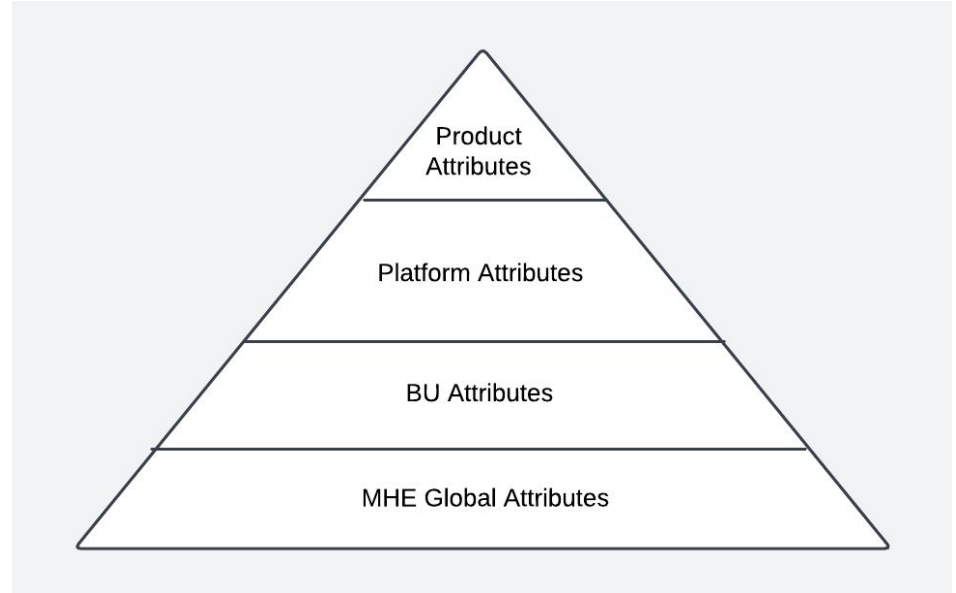 Product
Attributes
Platform Attributes
BU Attributes
MHE Global Attributes